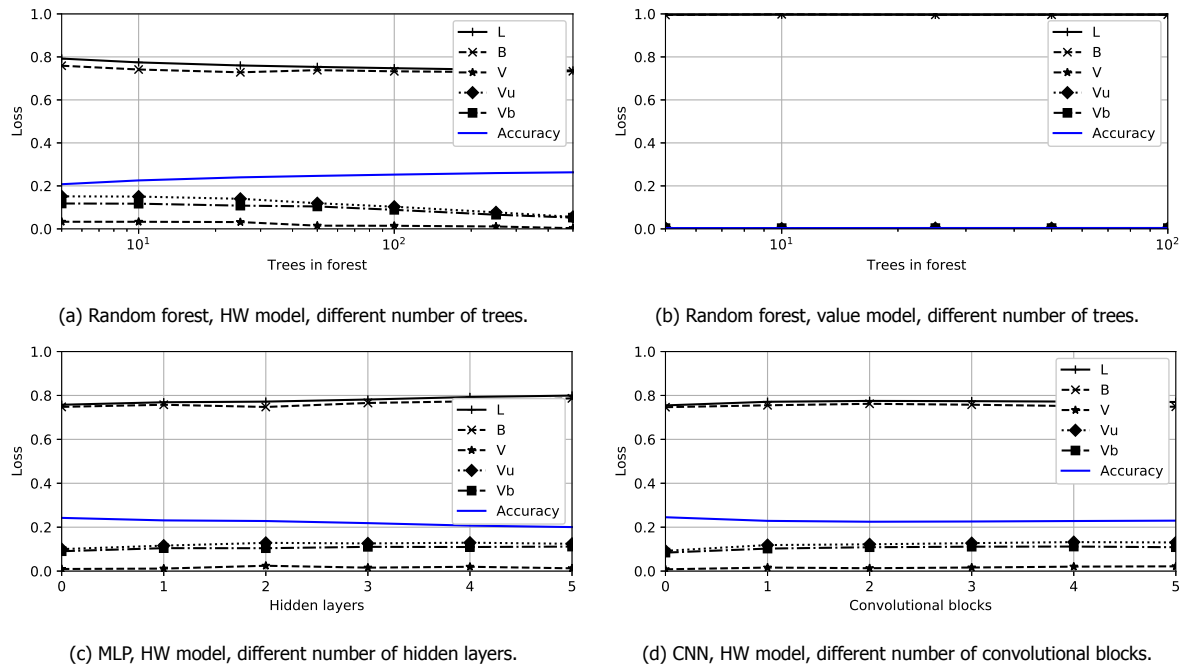 1.0
0.8
0.6
0.4
0.2
0.0
Loss
10¹
10²
Trees in forest
L
B
V
Vu
Vb
Accuracy
(a) Random forest, HW model, different number of trees.
1.0
0.8
0.6
0.4
0.2
0.0
Loss
10¹
10²
Trees in forest
L
B
V
Vu
Vb
Accuracy
(b) Random forest, value model, different number of trees.
1.0
0.8
0.6
0.4
0.2
0.0
Loss
0 1 2 3 4 5
Hidden layers
L
B
V
Vu
Vb
Accuracy
(c) MLP, HW model, different number of hidden layers.
1.0
0.8
0.6
0.4
0.2
0.0
Loss
0 1 2 3 4 5
Convolutional blocks
L
B
V
Vu
Vb
Accuracy
(d) CNN, HW model, different number of convolutional blocks.